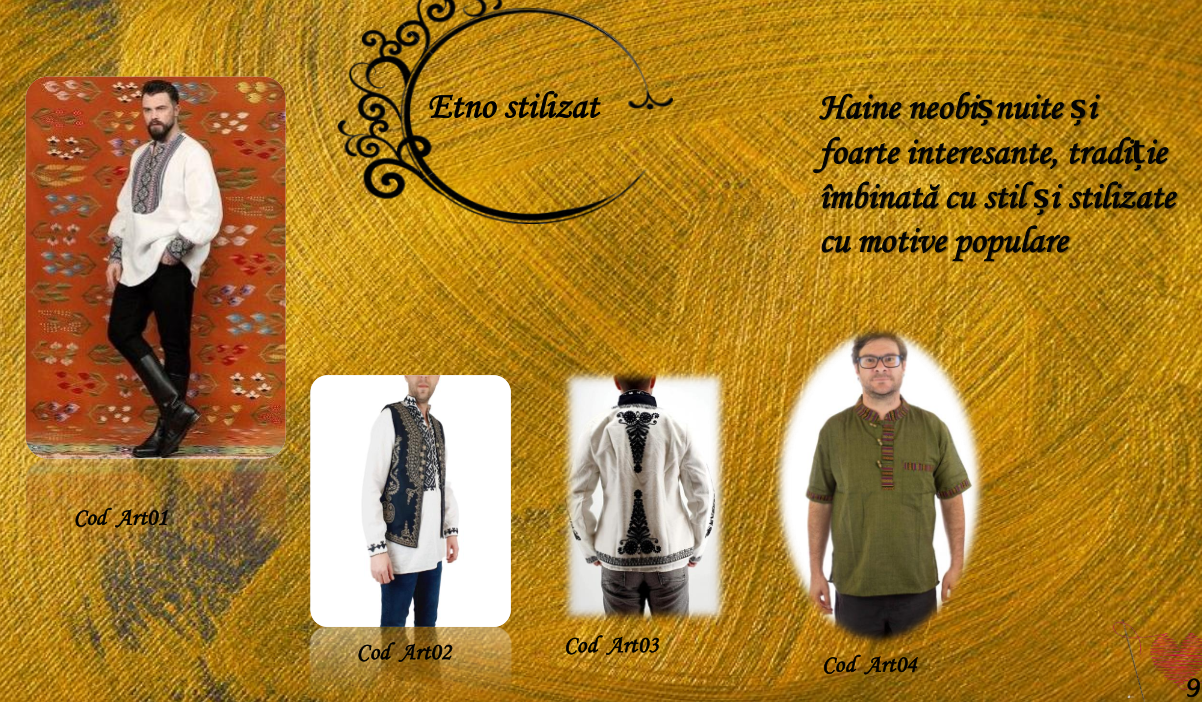 Etno stilizat
Haine neobișnuite și
foarte interesante, tradiție
îmbinată cu stil și stilizate
cu motive populare
Cod Art01
Cod Art02
Cod Art03
Cod Art04
9